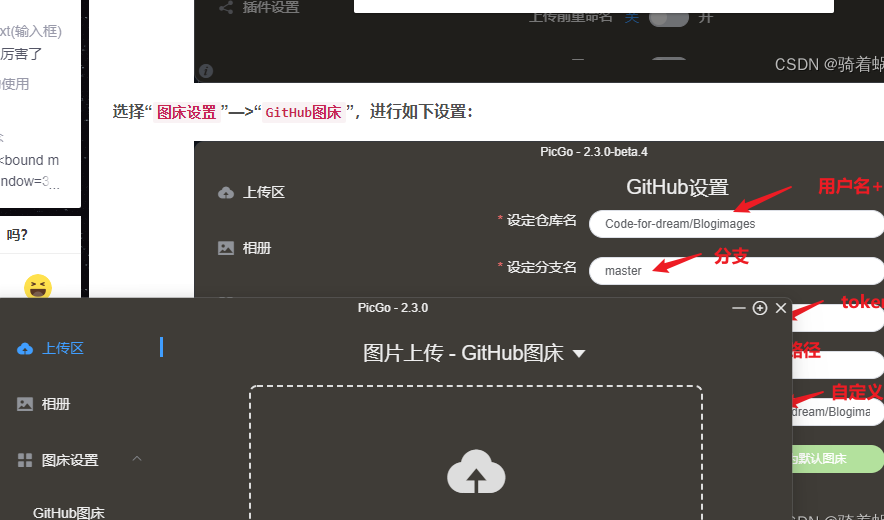 插件设置
上传前重命名 关 开
CSDN @骑着蜗
xt(输入框)
厉害了
使用
<bound m
ndow=3...
吗?
选择“图床设置”—>“GitHub图床”，进行如下设置：
PicGo - 2.3.0-beta.4
上传区
相册
GitHub设置
用户名+
* 设定仓库名 Code-for-dream/Blogimages
分支
* 设定分支名 master
token
路径
自定义
dream/Blogima
为默认图床
PicGo - 2.3.0
上传区
相册
图床设置
GitHub图床
图片上传 - GitHub图床
CSDN @骑着蜗